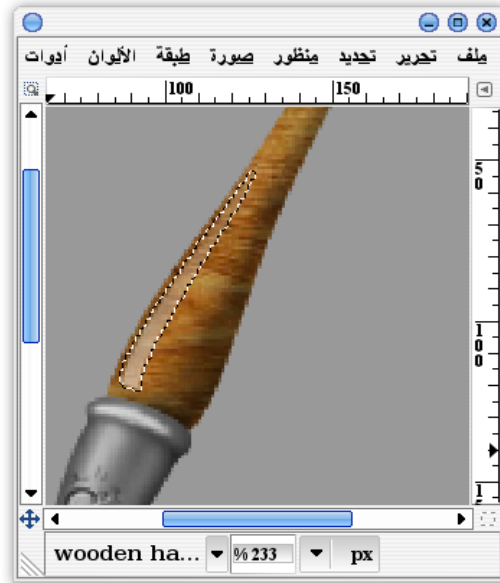 ملف تحرير تحديد منظور صورة طبقة الألوان أدوات
100 150
50
100
wooden ha... %233 px